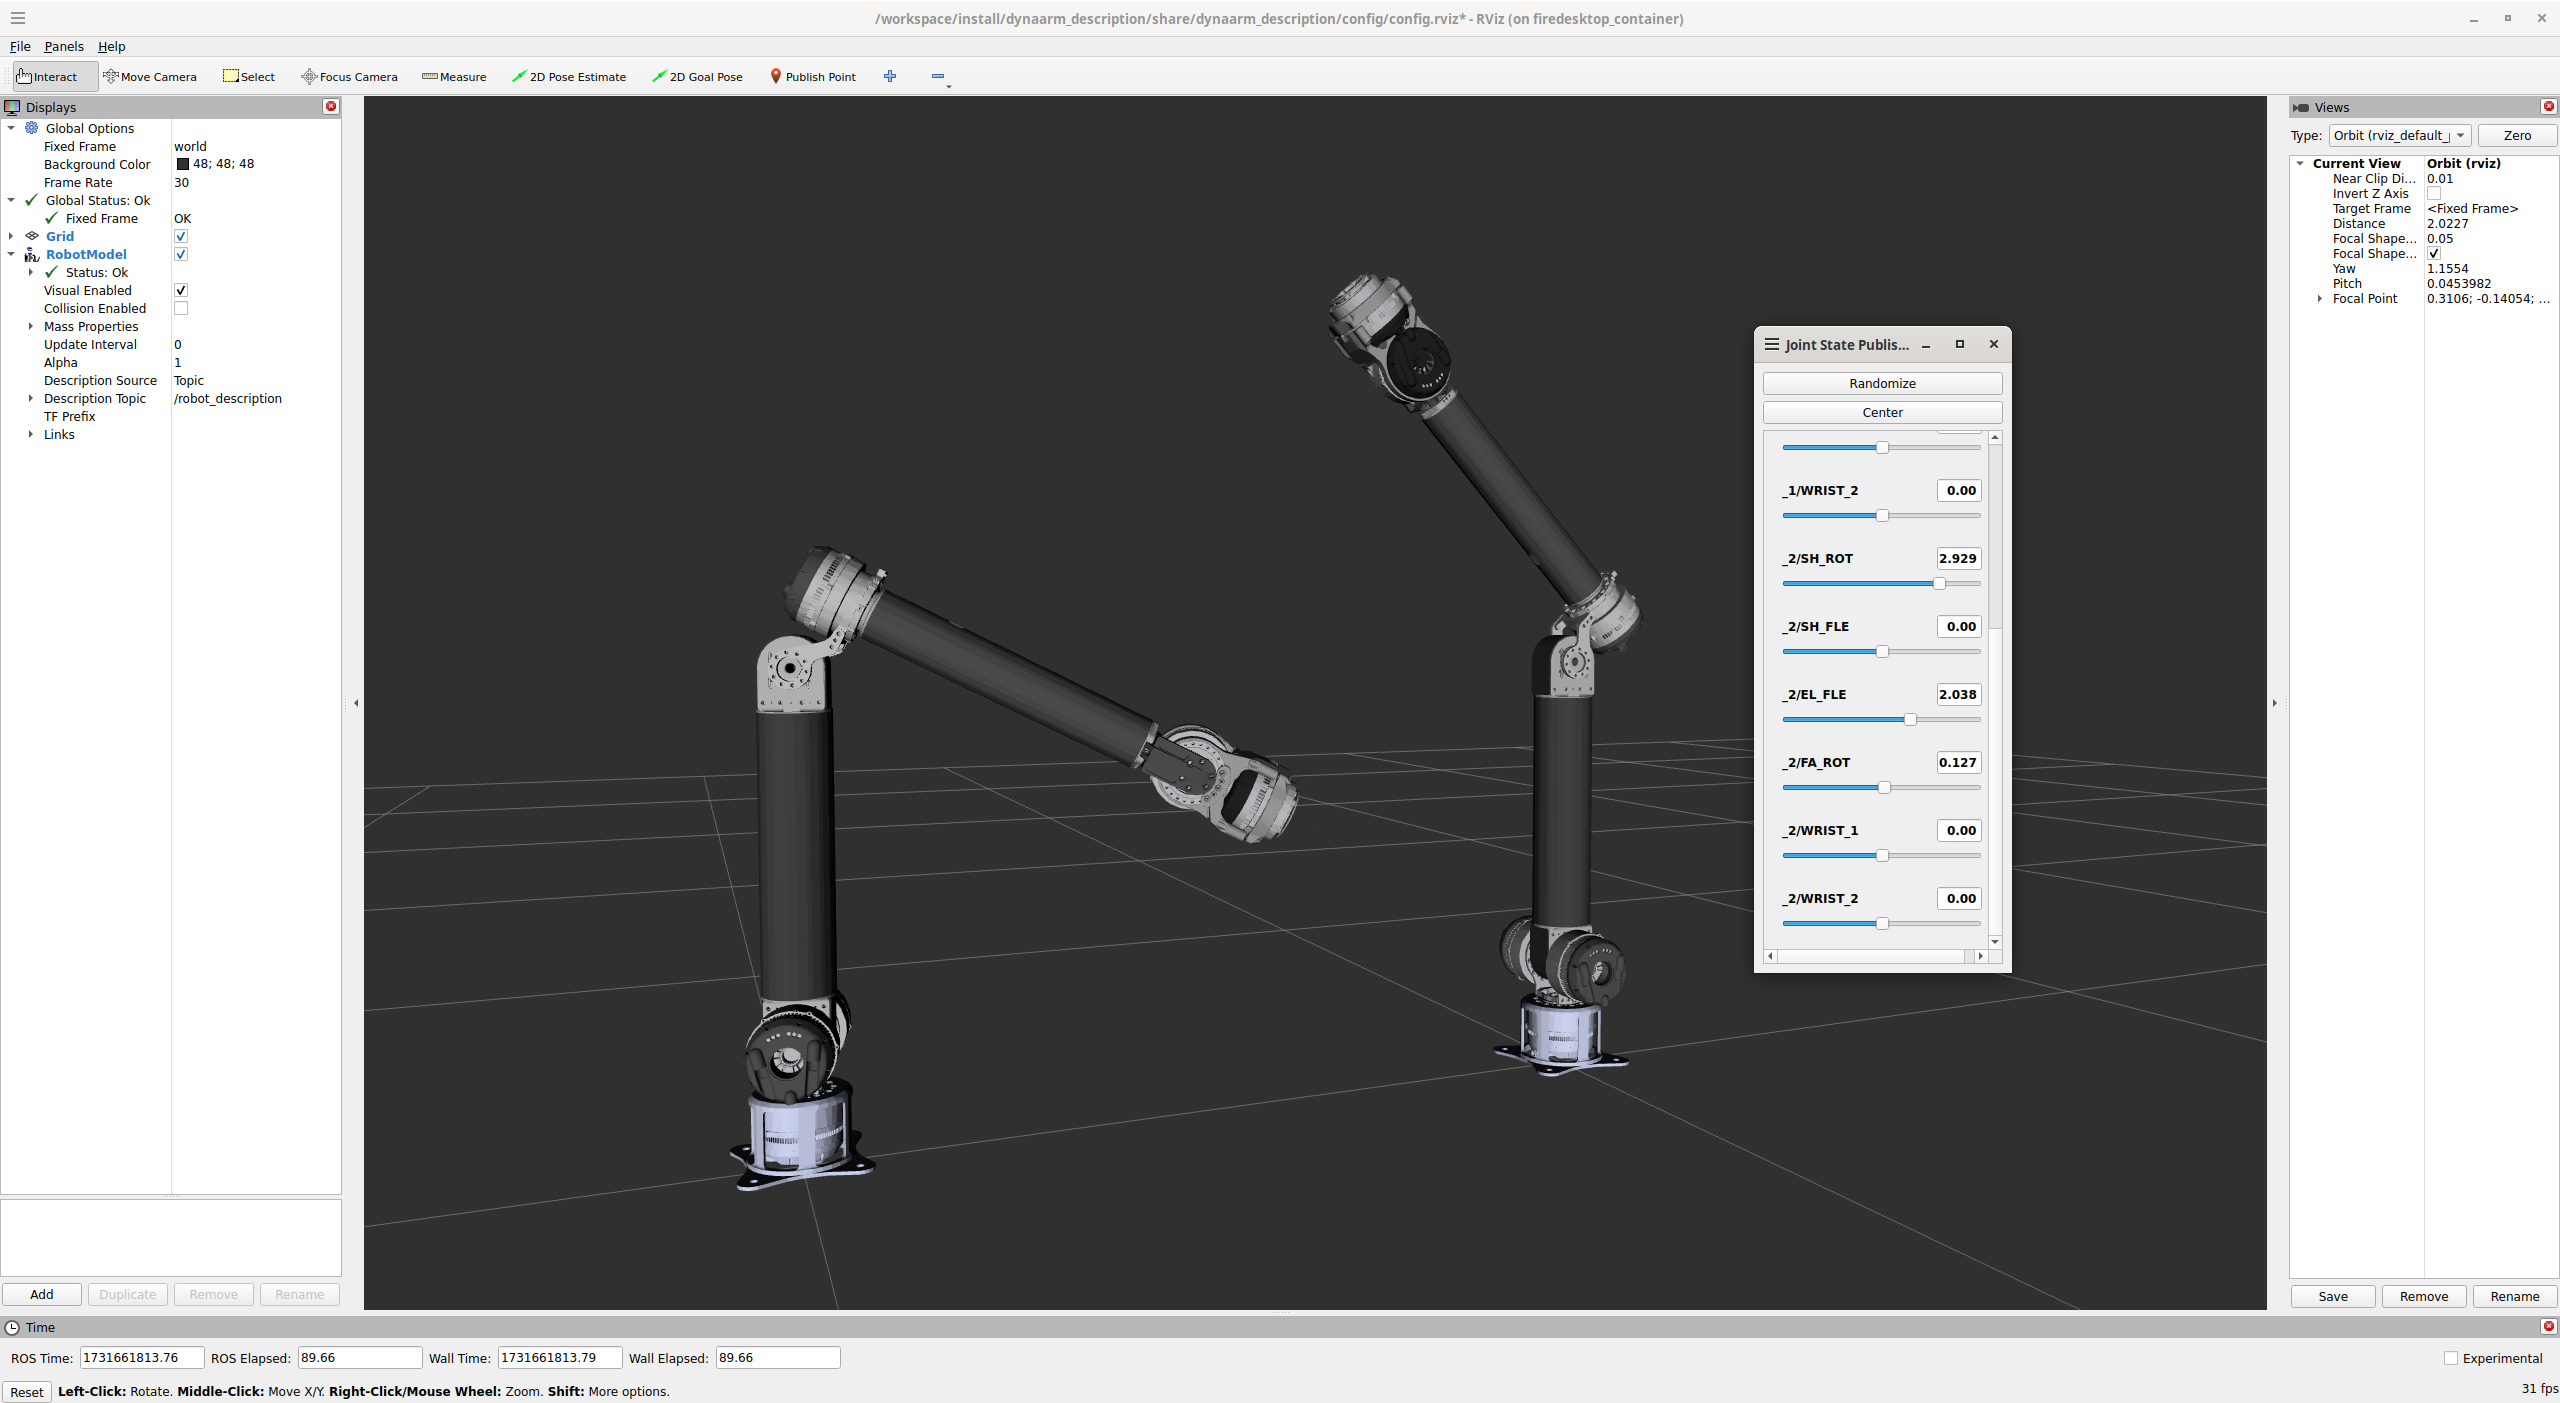 /workspace/install/dynaarm_description/share/dynaarm_description/config/config.rviz* - RViz (on firedesktop_container)
File Panels Help
Interact Move Camera Select Focus Camera Measure 2D Pose Estimate 2D Goal Pose Publish Point
Displays
Global Options
Fixed Frame world
Background Color 48; 48; 48
Frame Rate 30
Global Status: Ok
Fixed Frame OK
Grid
RobotModel
Status: Ok
Visual Enabled
Collision Enabled
Mass Properties
Update Interval 0
Alpha 1
Description Source Topic
Description Topic /robot_description
TF Prefix
Links
Add Duplicate Remove Rename
Joint State Publis...
Randomize
Center
_1/WRIST_2 0.00
_2/SH_ROT 2.929
_2/SH_FLE 0.00
_2/EL_FLE 2.038
_2/FA_ROT 0.127
_2/WRIST_1 0.00
_2/WRIST_2 0.00
Views
Type: Orbit (rviz_default_ Zero
Current View Orbit (rviz)
Near Clip Di... 0.01
Invert Z Axis
Target Frame <Fixed Frame>
Distance 2.0227
Focal Shape... 0.05
Focal Shape...
Yaw 1.1554
Pitch 0.0453982
Focal Point 0.3106; -0.14054; ...
Save Remove Rename
Time
ROS Time: 1731661813.76 ROS Elapsed: 89.66 Wall Time: 1731661813.79 Wall Elapsed: 89.66 Experimental
Reset Left-Click: Rotate. Middle-Click: Move X/Y. Right-Click/Mouse Wheel: Zoom. Shift: More options. 31 fps